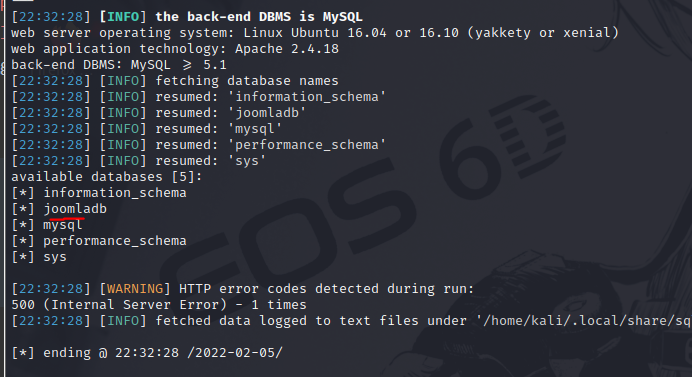 [22:32:28] [INFO] the back-end DBMS is MySQL
web server operating system: Linux Ubuntu 16.04 or 16.10 (yakkety or xenial)
web application technology: Apache 2.4.18
back-end DBMS: MySQL ≥ 5.1
[22:32:28] [INFO] fetching database names
[22:32:28] [INFO] resumed: 'information_schema'
[22:32:28] [INFO] resumed: 'joomladb'
[22:32:28] [INFO] resumed: 'mysql'
[22:32:28] [INFO] resumed: 'performance_schema'
[22:32:28] [INFO] resumed: 'sys'
available databases [5]:
[*] information_schema
[*] joomladb
[*] mysql
[*] performance_schema
[*] sys
[22:32:28] [WARNING] HTTP error codes detected during run:
500 (Internal Server Error) - 1 times
[22:32:28] [INFO] fetched data logged to text files under '/home/kali/.local/share/sq
[*] ending @ 22:32:28 /2022-02-05/
EOS 6D